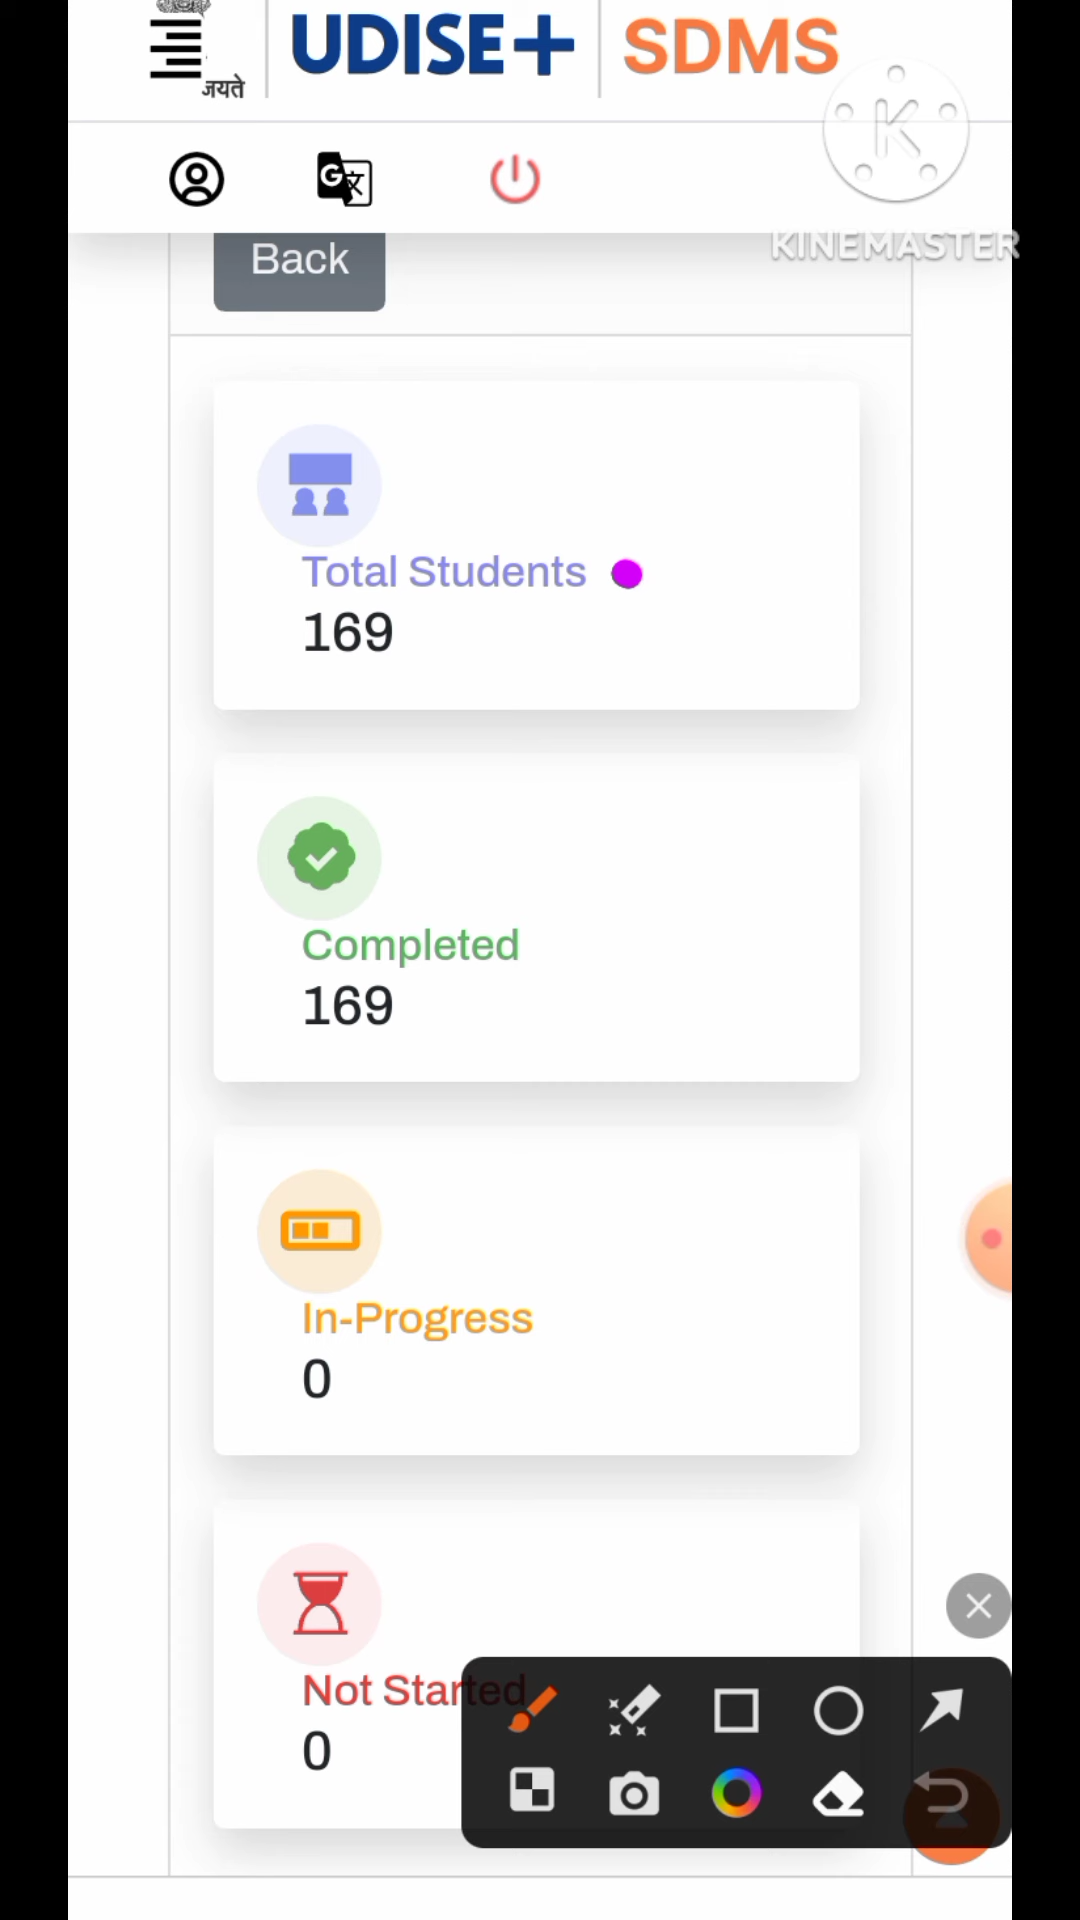 जयते
UDISE+ SDMS
K
KINEMASTER
Back
Total Students
169
Completed
169
In-Progress
0
Not Started
0